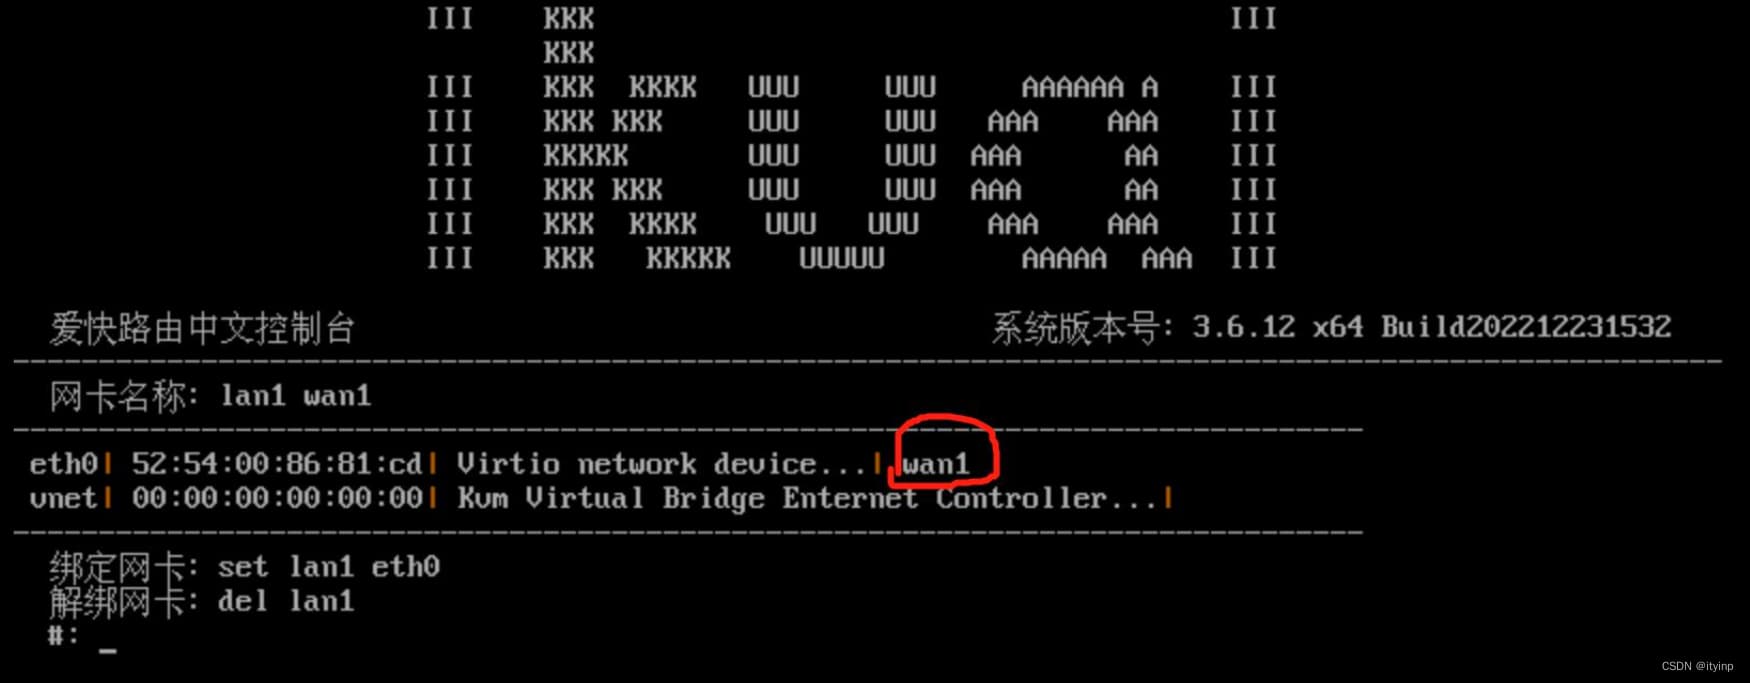 III    KKK                                     III
       KKK
III    KKK  KKKK   UUU     UUU     AAAAAA A    III
III    KKK KKK     UUU     UUU   AAA    AAA    III
III    KKKKK       UUU     UUU  AAA      AA    III
III    KKK KKK     UUU     UUU  AAA      AA    III
III    KKK  KKKK    UUU   UUU    AAA    AAA    III
III    KKK   KKKKK    UUUUU        AAAAA  AAA  III
爱快路由中文控制台 系统版本号: 3.6.12 x64 Build202212231532
网卡名称: lan1 wan1
eth0| 52:54:00:86:81:cd| Virtio network device...| wan1
vnet| 00:00:00:00:00:00| Kvm Virtual Bridge Enternet Controller...|
绑定网卡: set lan1 eth0
解绑网卡: del lan1
#: _
CSDN @ityinp